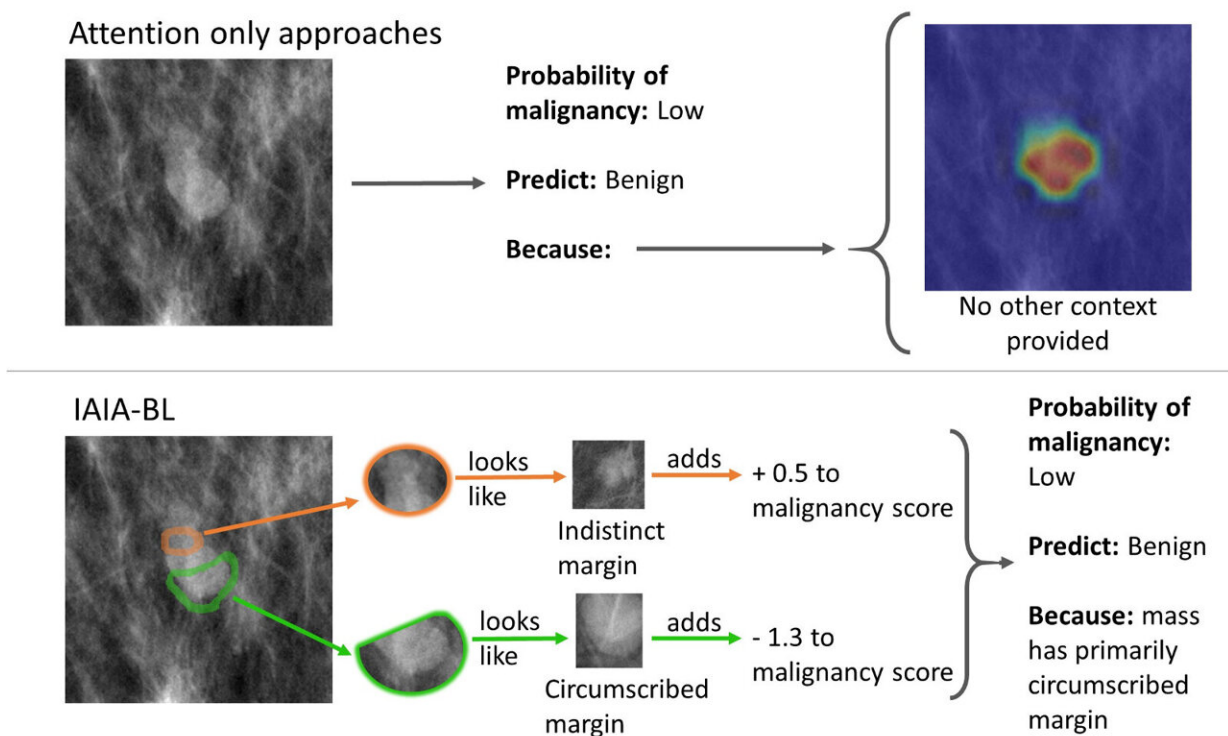 Attention only approaches
Probability of
malignancy: Low
Predict: Benign
Because:
No other context
provided
IAIA-BL
looks
like
Indistinct
margin
adds
+ 0.5 to
malignancy score
looks
like
Circumscribed
margin
adds
- 1.3 to
malignancy score
Probability of
malignancy:
Low
Predict: Benign
Because: mass
has primarily
circumscribed
margin